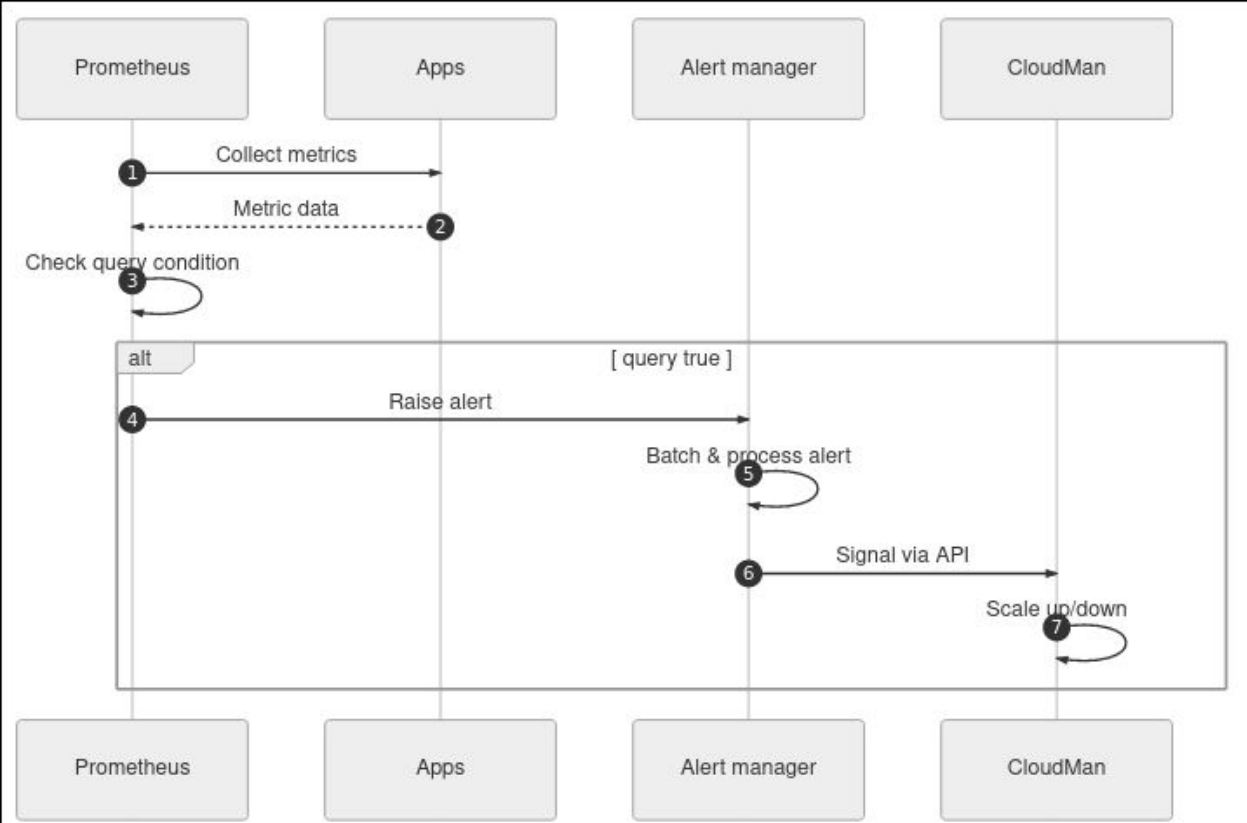 Prometheus
Apps
Alert manager
CloudMan
Collect metrics
1
Metric data
2
Check query condition
3
alt
[ query true ]
Raise alert
4
Batch & process alert
5
Signal via API
6
Scale up/down
7
Prometheus
Apps
Alert manager
CloudMan